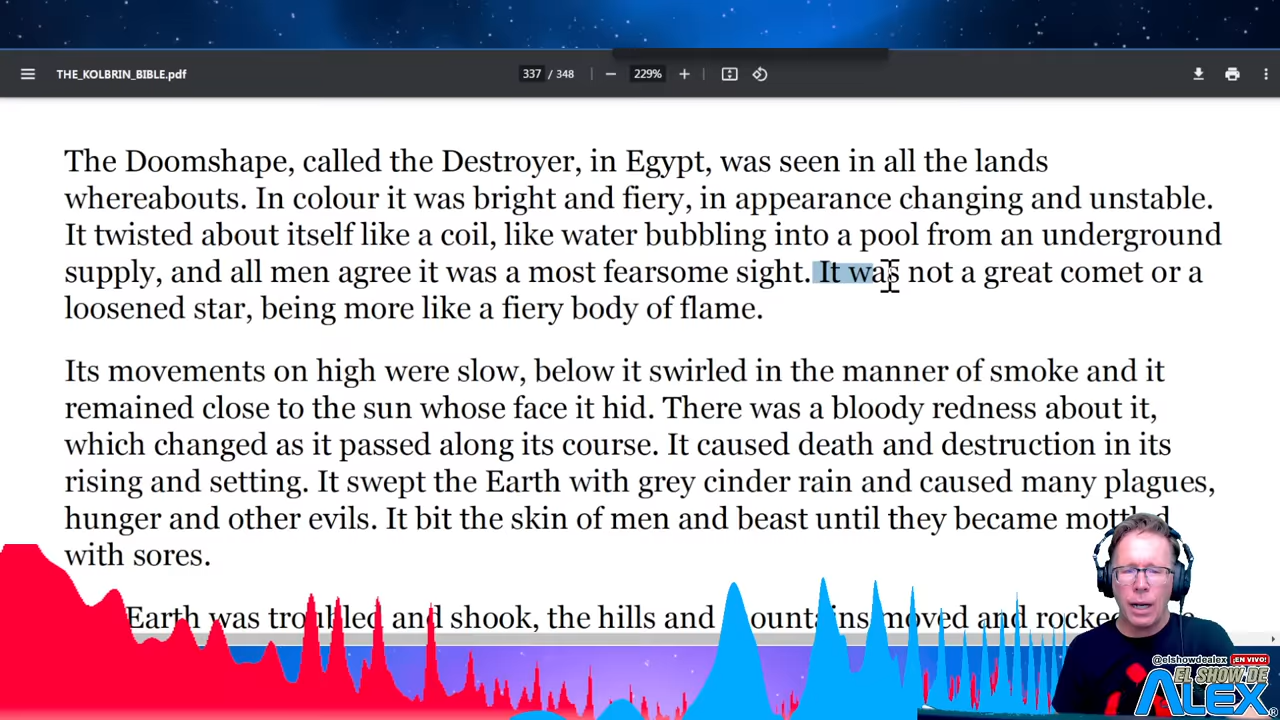 THE_KOLBRIN_BIBLE.pdf
337 / 348
229%
The Doomshape, called the Destroyer, in Egypt, was seen in all the lands
whereabouts. In colour it was bright and fiery, in appearance changing and unstable.
It twisted about itself like a coil, like water bubbling into a pool from an underground
supply, and all men agree it was a most fearsome sight. It was not a great comet or a
loosened star, being more like a fiery body of flame.
Its movements on high were slow, below it swirled in the manner of smoke and it
remained close to the sun whose face it hid. There was a bloody redness about it,
which changed as it passed along its course. It caused death and destruction in its
rising and setting. It swept the Earth with grey cinder rain and caused many plagues,
hunger and other evils. It bit the skin of men and beast until they became mottled
with sores.
Earth was troubled and shook, the hills and mountains moved and rocked
@elshowdealex ¡EN VIVO!
EL SHOW DE
ALEX®